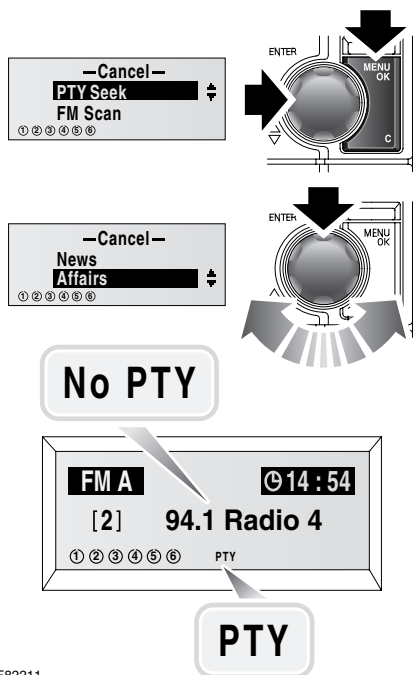 —Cancel—
PTY Seek
FM Scan
①②③④⑤⑥
ENTER
MENU
OK
C
—Cancel—
News
Affairs
①②③④⑤⑥
ENTER
MENU
OK
No PTY
FM A 14:54
[2] 94.1 Radio 4
①②③④⑤⑥ PTY
PTY